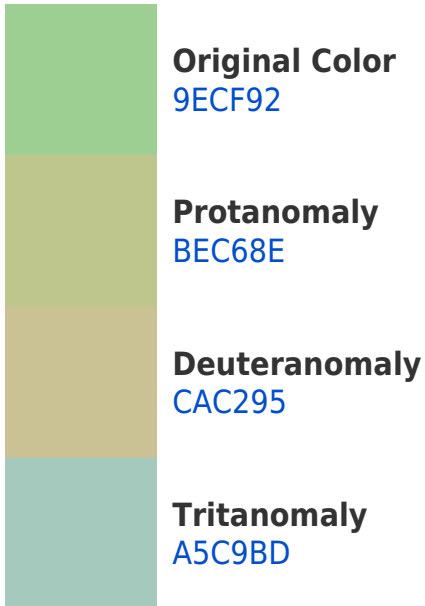 Original Color
9ECF92
Protanomaly
BEC68E
Deuteranomaly
CAC295
Tritanomaly
A5C9BD